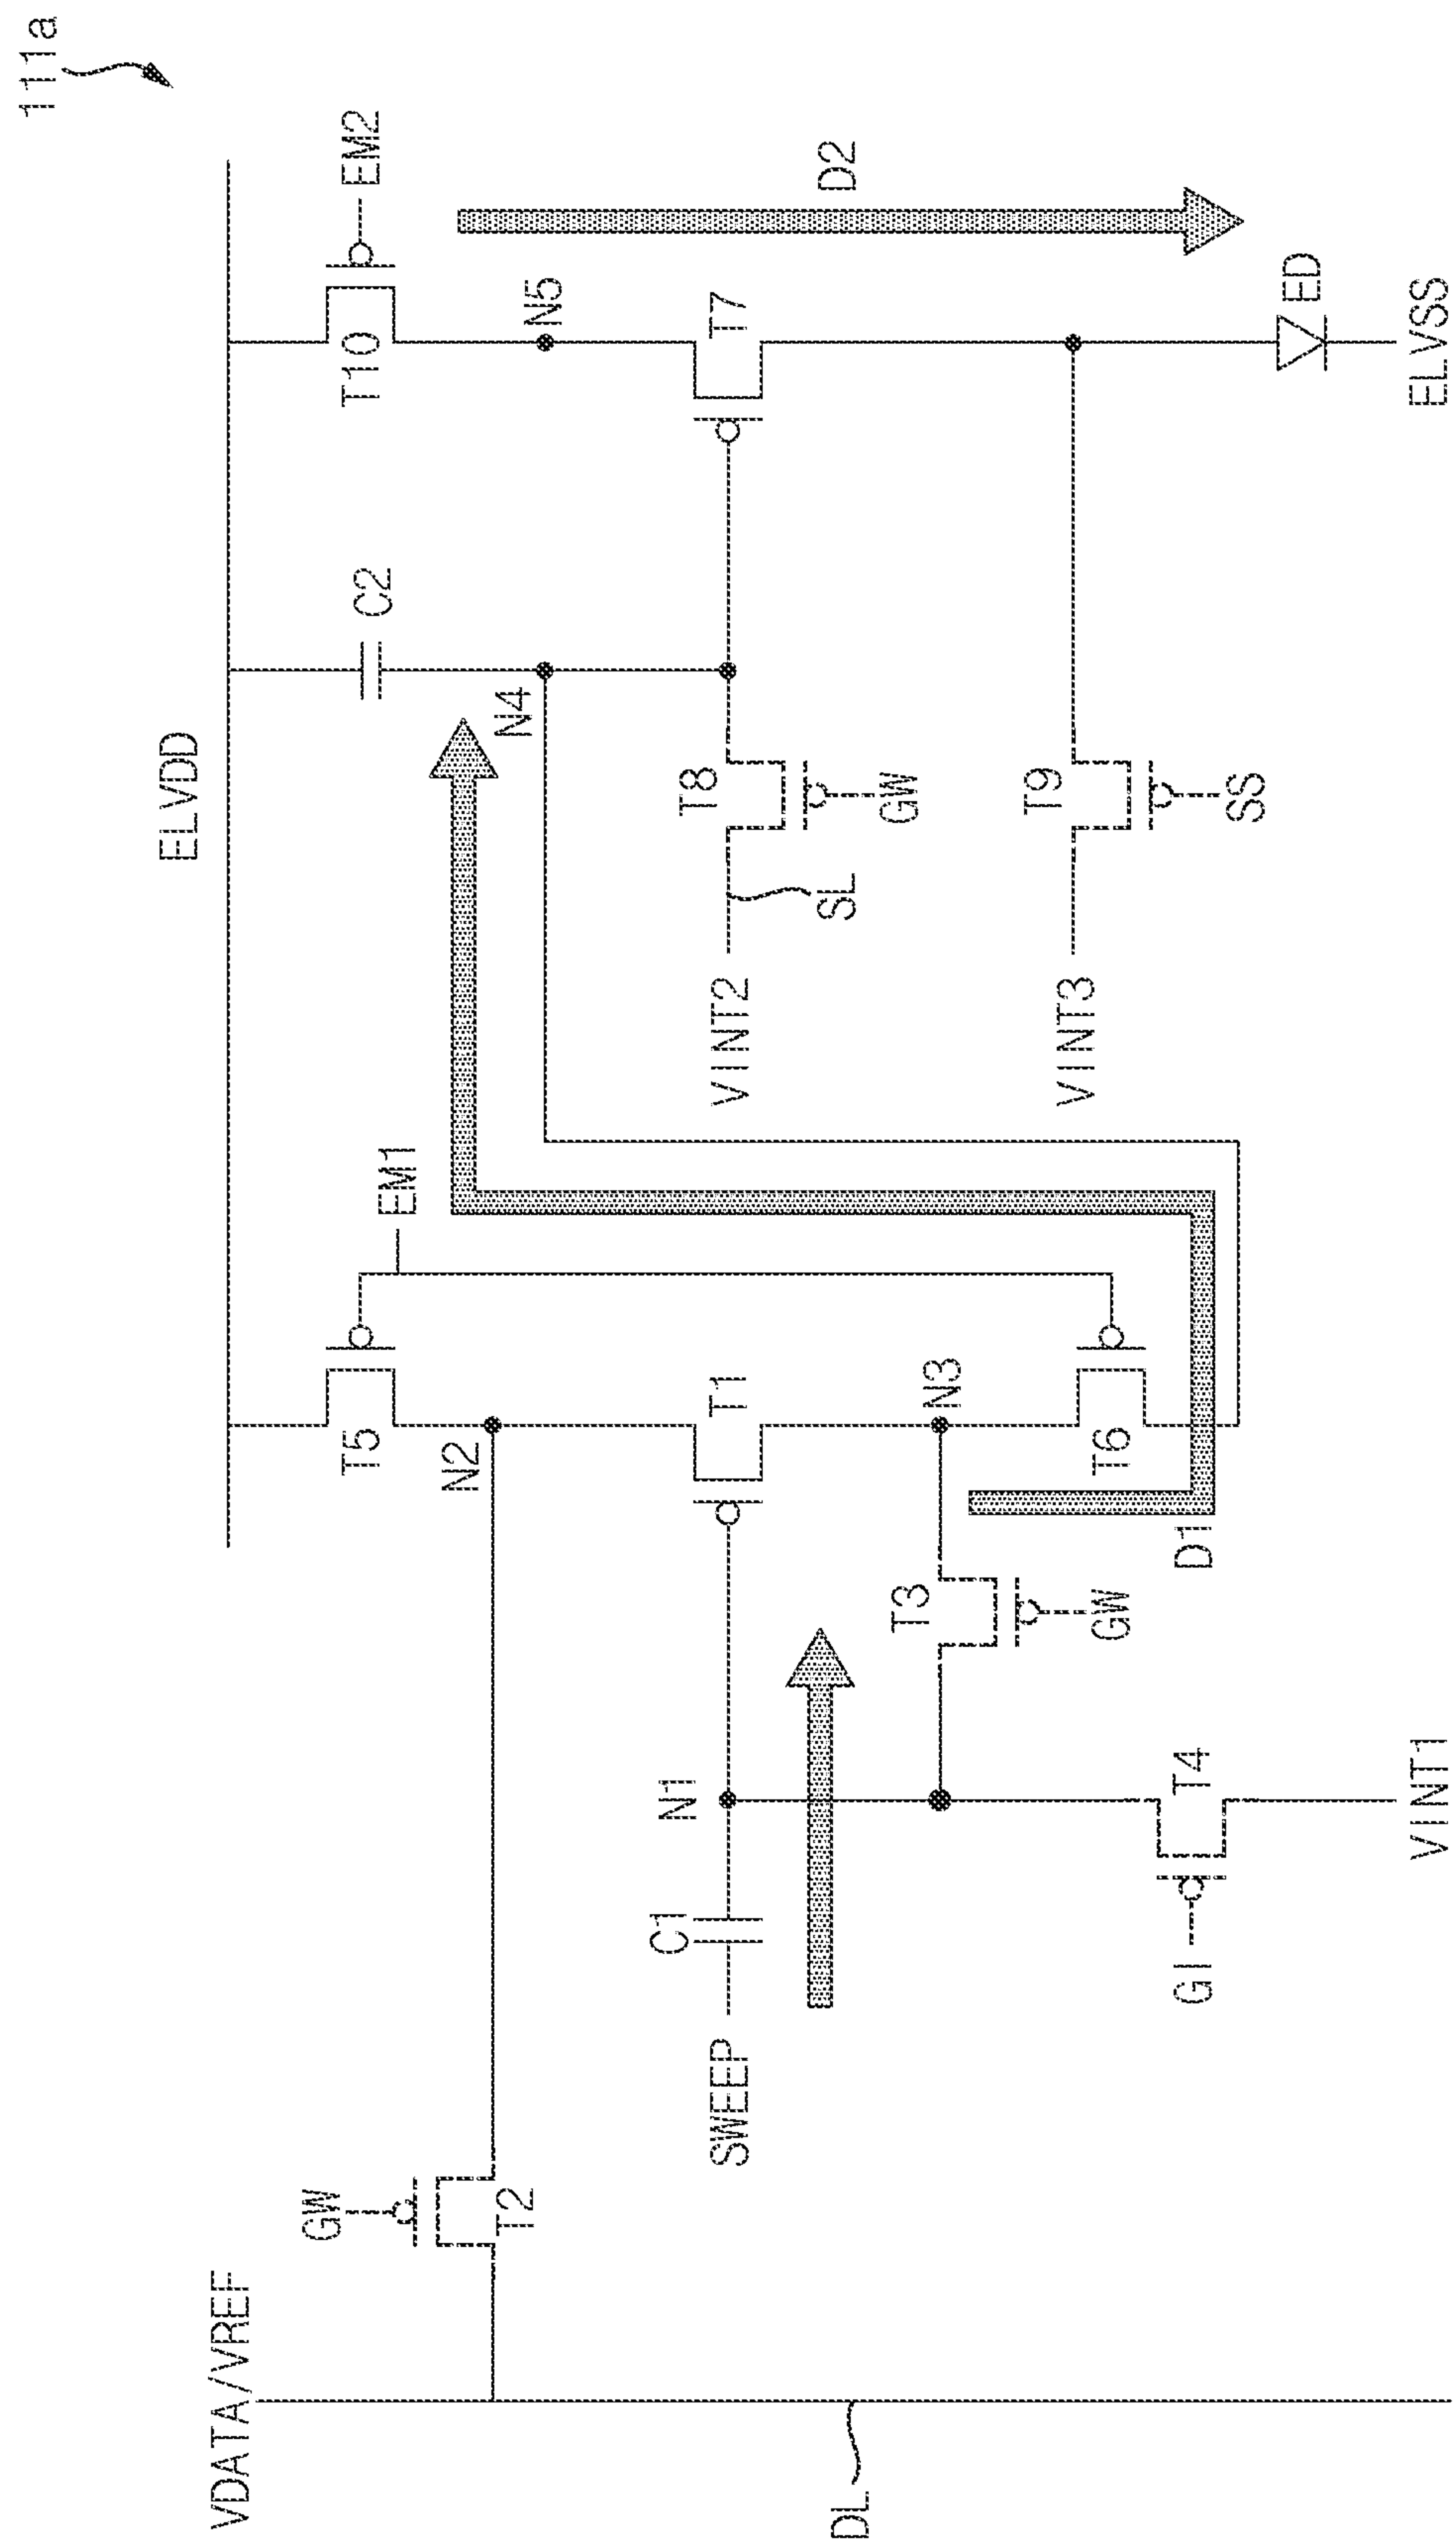 111a
ELVDD
VDATA/VREF
GW
T2
T5
EM1
C2
T10
EM2
N2
N4
N5
N1
C1
SWEEP
T1
T8
GW
VINT2
SL
T7
D2
DL
T3
GW
N3
T9
SS
VINT3
GI
T4
D1
T6
ED
VINT1
ELVSS